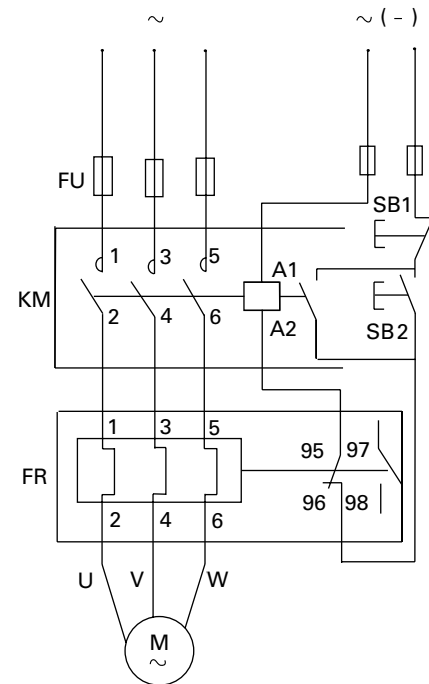 ~ ~ ( - )
FU SB1
1 3 5
A1
KM
2 4 6 A2 SB2
1 3 5
95 97
FR
96 98
2 4 6
U V W
M
~